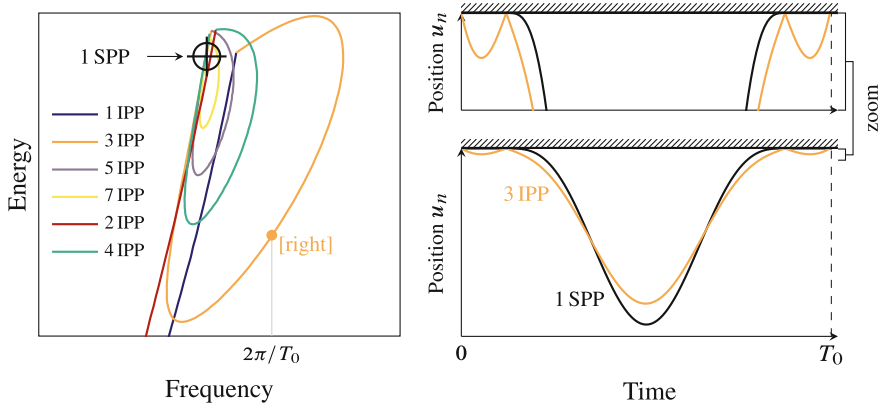 1 SPP
1 IPP
3 IPP
5 IPP
7 IPP
2 IPP
4 IPP
[right]
Energy
2π/T₀
Frequency
Position uₙ
zoom
Position uₙ
3 IPP
1 SPP
0
T₀
Time